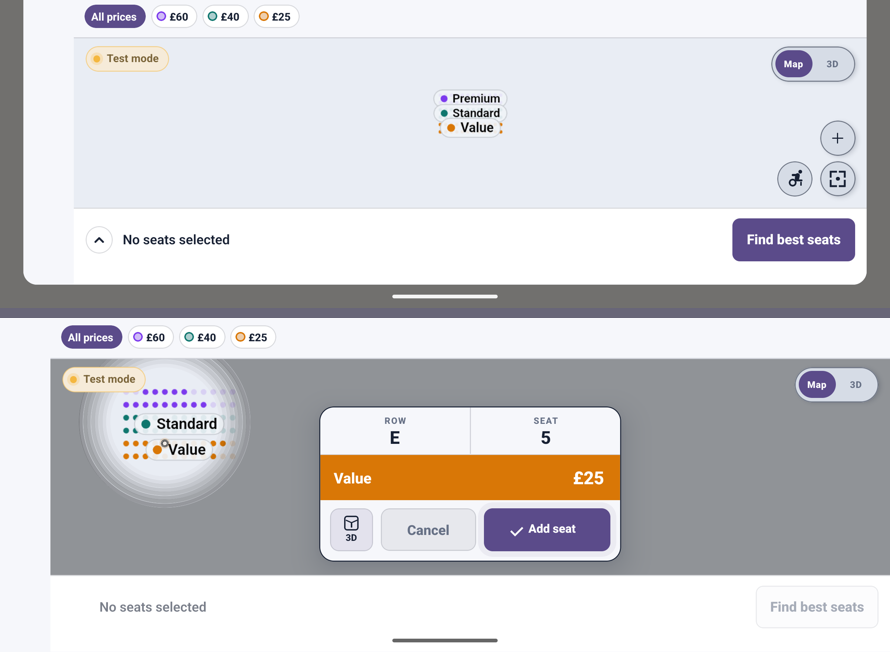 All prices £60 £40 £25
Test mode
Map 3D
Premium
Standard
Value
No seats selected
Find best seats
All prices £60 £40 £25
Test mode
Map 3D
Standard
Value
ROW SEAT
E 5
Value £25
3D
Cancel
Add seat
No seats selected
Find best seats